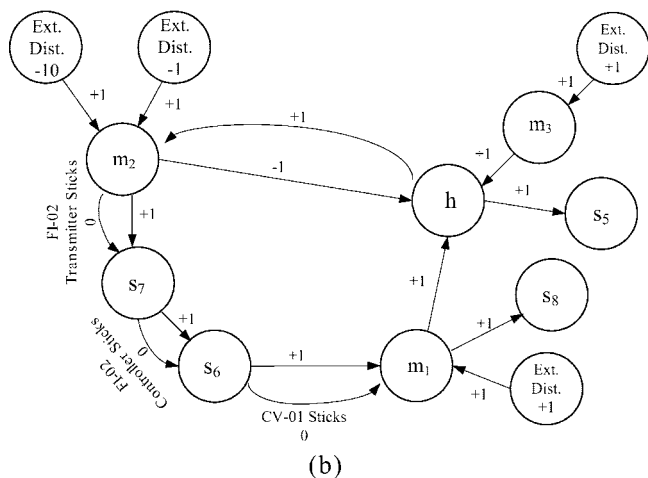 Ext.
Dist.
-10
Ext.
Dist.
-1
Ext.
Dist.
+1
+1
+1
+1
m₂
m₃
+1
-1
+1
h
+1
s₅
FI-02
Transmitter Sticks
0
+1
s₇
+1
0
FI-02
Controller Sticks
s₆
+1
+1
m₁
+1
s₈
CV-01 Sticks
0
+1
Ext.
Dist.
+1
(b)